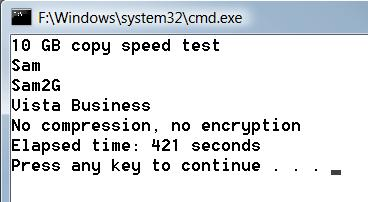 F:\Windows\system32\cmd.exe
10 GB copy speed test
Sam
Sam2G
Vista Business
No compression, no encryption
Elapsed time: 421 seconds
Press any key to continue . . .